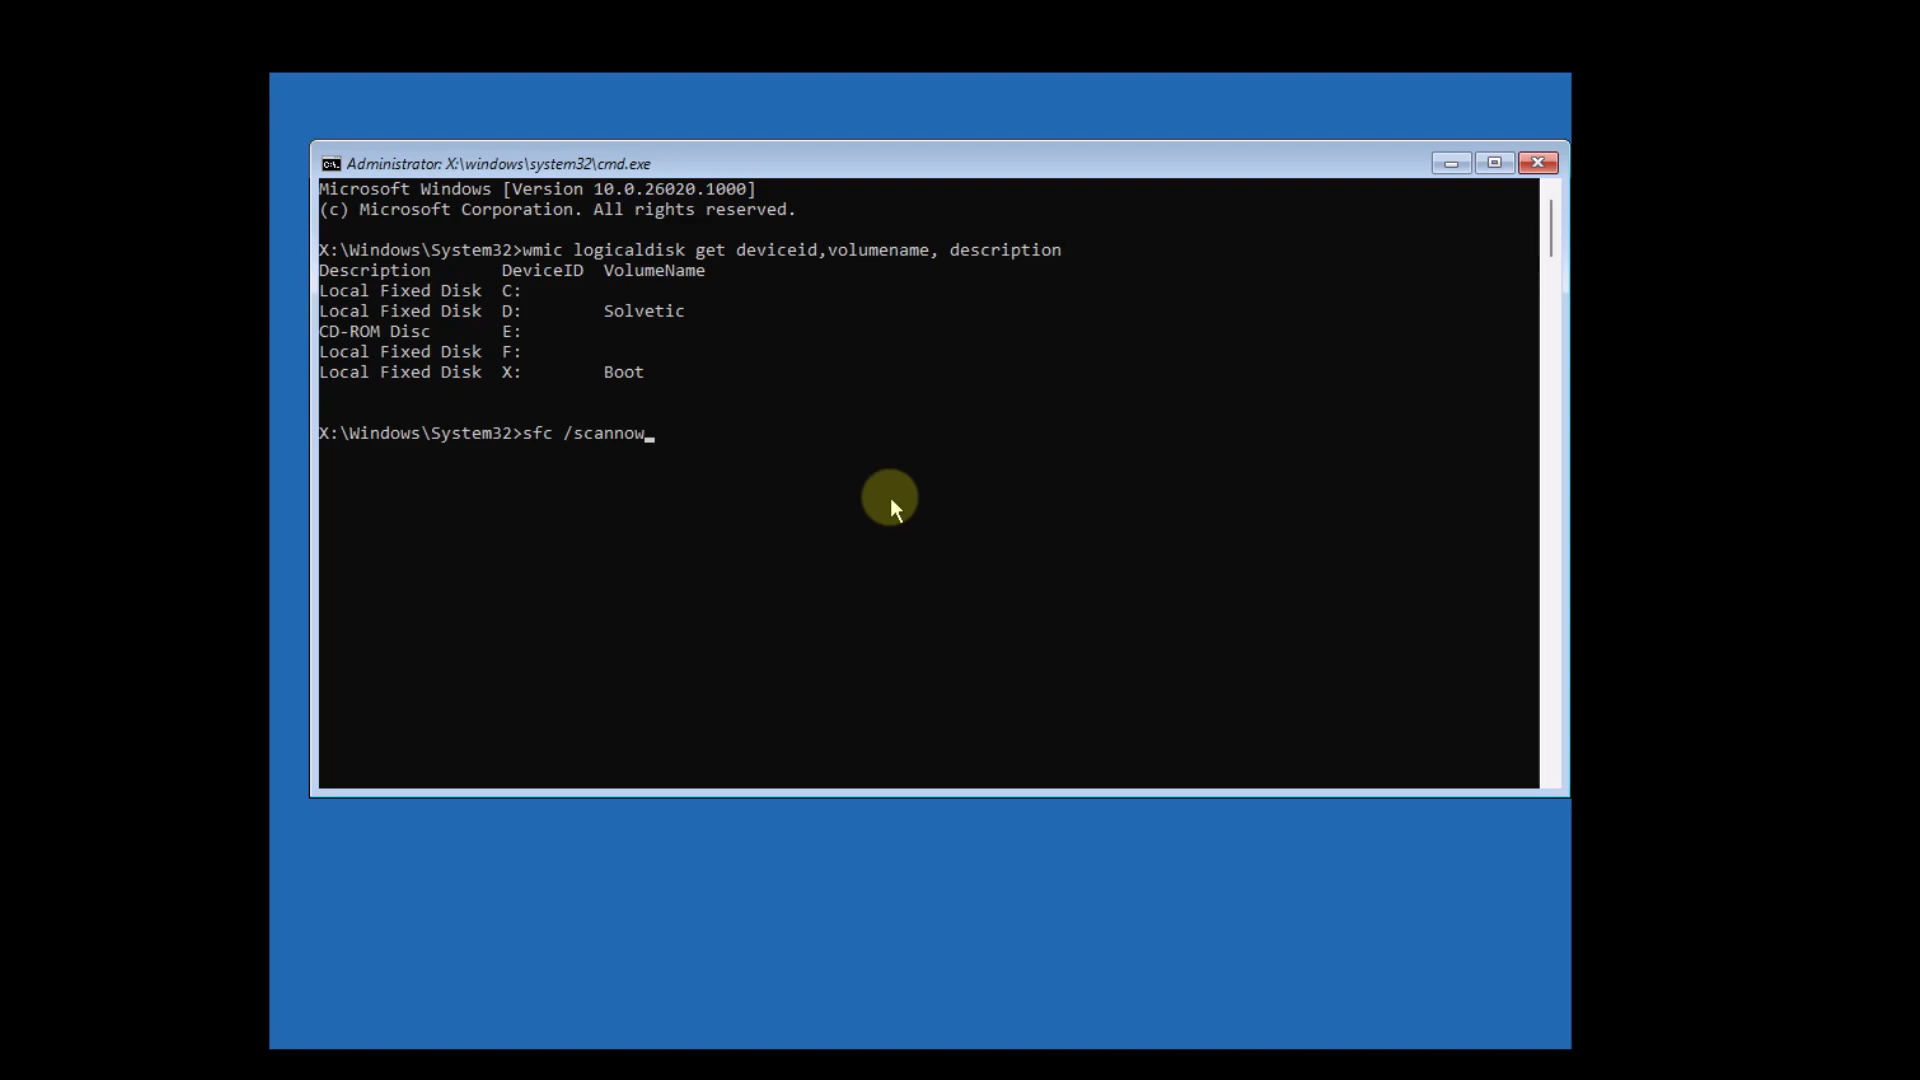 Administrator: X:\windows\system32\cmd.exe
Microsoft Windows [Version 10.0.26020.1000]
(c) Microsoft Corporation. All rights reserved.
X:\Windows\System32>wmic logicaldisk get deviceid,volumename, description
Description       DeviceID  VolumeName
Local Fixed Disk  C:
Local Fixed Disk  D:        Solvetic
CD-ROM Disc       E:
Local Fixed Disk  F:
Local Fixed Disk  X:        Boot
X:\Windows\System32>sfc /scannow